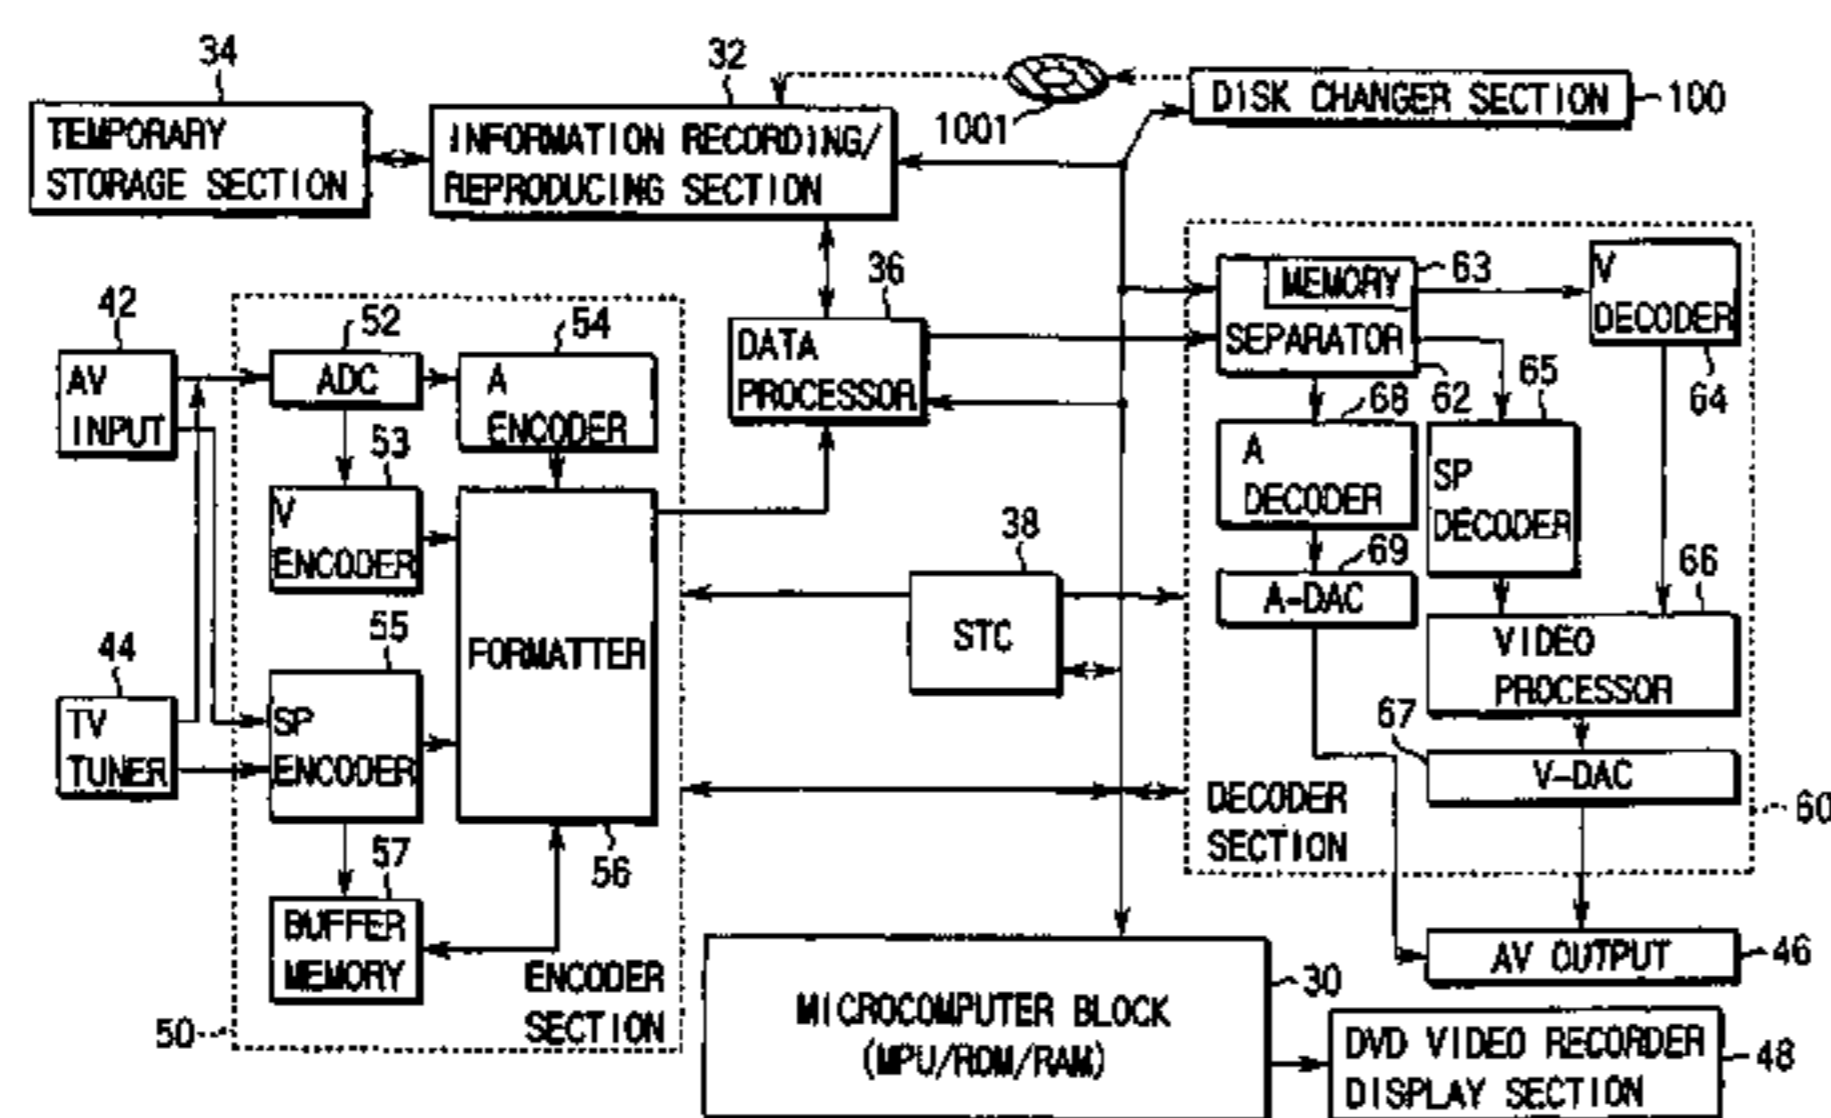 34
32
TEMPORARY
STORAGE SECTION
INFORMATION RECORDING/
REPRODUCING SECTION
1001
DISK CHANGER SECTION
100
42
AV
INPUT
44
TV
TUNER
52
ADC
54
A
ENCODER
53
V
ENCODER
55
SP
ENCODER
FORMATTER
56
57
BUFFER
MEMORY
ENCODER
SECTION
50
36
DATA
PROCESSOR
38
STC
MEMORY
63
SEPARATOR
62
V
DECODER
64
68
A
DECODER
65
SP
DECODER
69
A-DAC
66
VIDEO
PROCESSOR
67
V-DAC
DECODER
SECTION
60
AV OUTPUT
46
MICROCOMPUTER BLOCK
(MPU/ROM/RAM)
30
DVD VIDEO RECORDER
DISPLAY SECTION
48